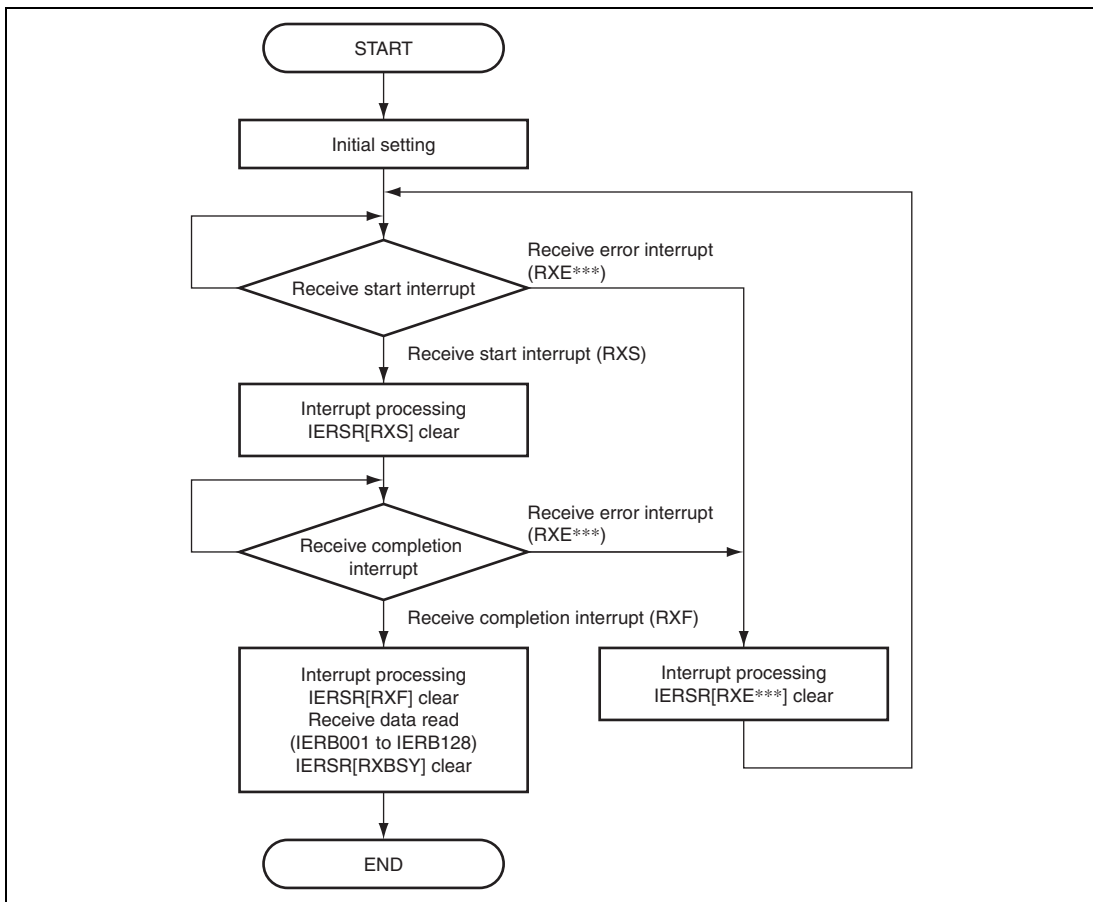 START
Initial setting
Receive error interrupt
(RXE***)
Receive start interrupt
Receive start interrupt (RXS)
Interrupt processing
IERSR[RXS] clear
Receive error interrupt
(RXE***)
Receive completion
interrupt
Receive completion interrupt (RXF)
Interrupt processing
IERSR[RXF] clear
Receive data read
(IERB001 to IERB128)
IERSR[RXBSY] clear
Interrupt processing
IERSR[RXE***] clear
END